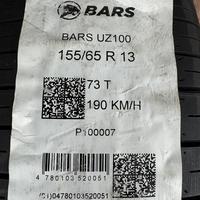 BARS
BARS UZ100
155/65 R 13
73 T
190 KM/H
P100007
4 780103 520051
(01)04780103520051